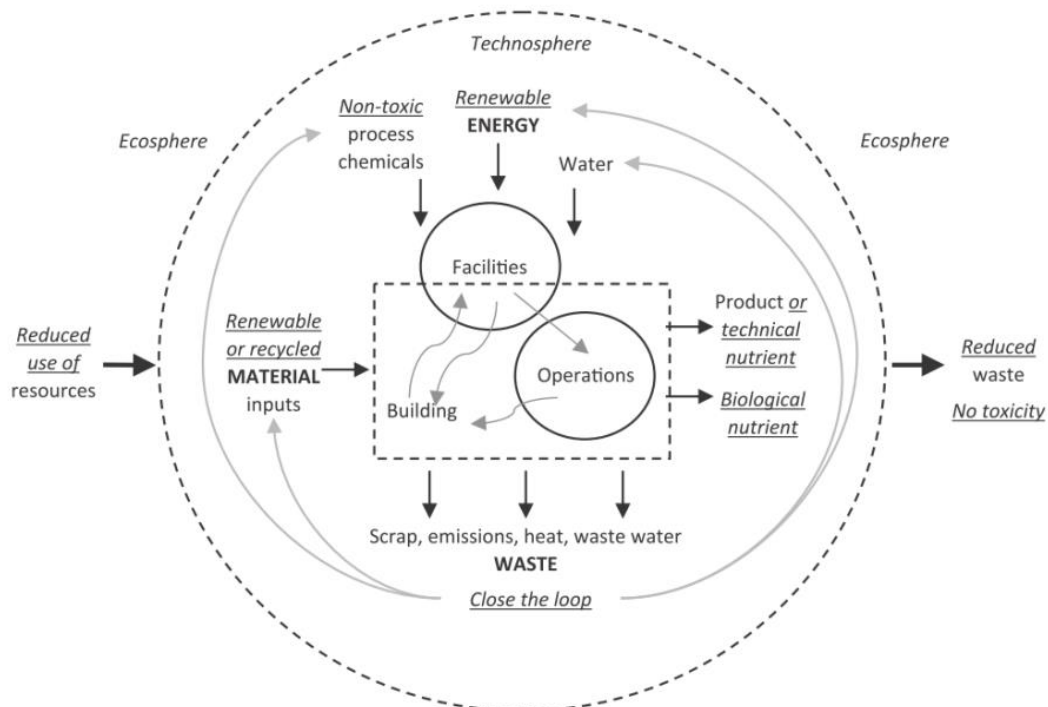 Technosphere
Ecosphere
Ecosphere
Non-toxic
process
chemicals
Renewable
ENERGY
Water
Facilities
Reduced
use of
resources
Renewable
or recycled
MATERIAL
inputs
Building
Operations
Product or
technical
nutrient
Biological
nutrient
Reduced
waste
No toxicity
Scrap, emissions, heat, waste water
WASTE
Close the loop